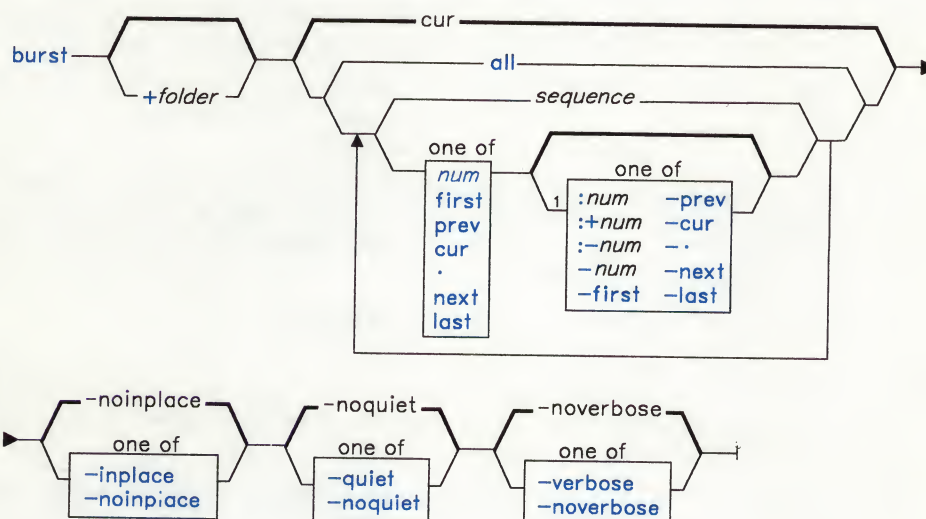 cur
burst
all
+folder
sequence
one of
num
first
prev
cur
·
next
last
one of
1
:num -prev
:+num -cur
:-num -·
-num -next
-first -last
-noinplace
one of
-inplace
-noinplace
-noquiet
one of
-quiet
-noquiet
-noverbose
one of
-verbose
-noverbose